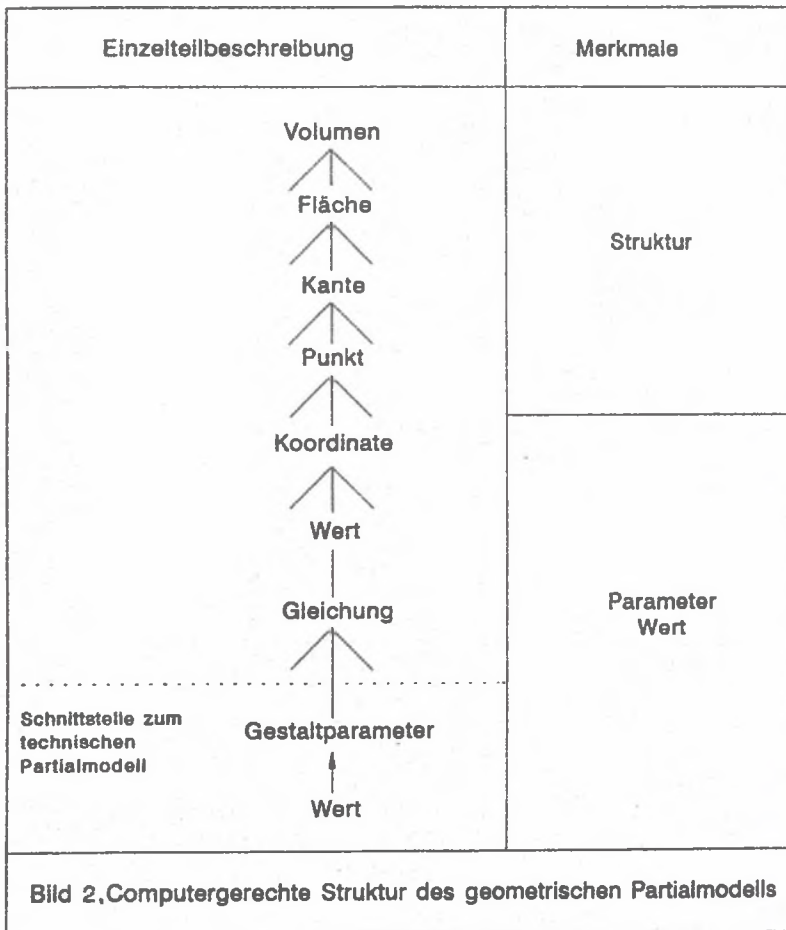 Einzelteilbeschreibung
Merkmale
Volumen
Fläche
Kante
Punkt
Koordinate
Wert
Gleichung
Struktur
Parameter
Wert
Schnittstelle zum
technischen
Partialmodell
Gestaltparameter
Wert
Bild 2.Computergerechte Struktur des geometrischen Partialmodells